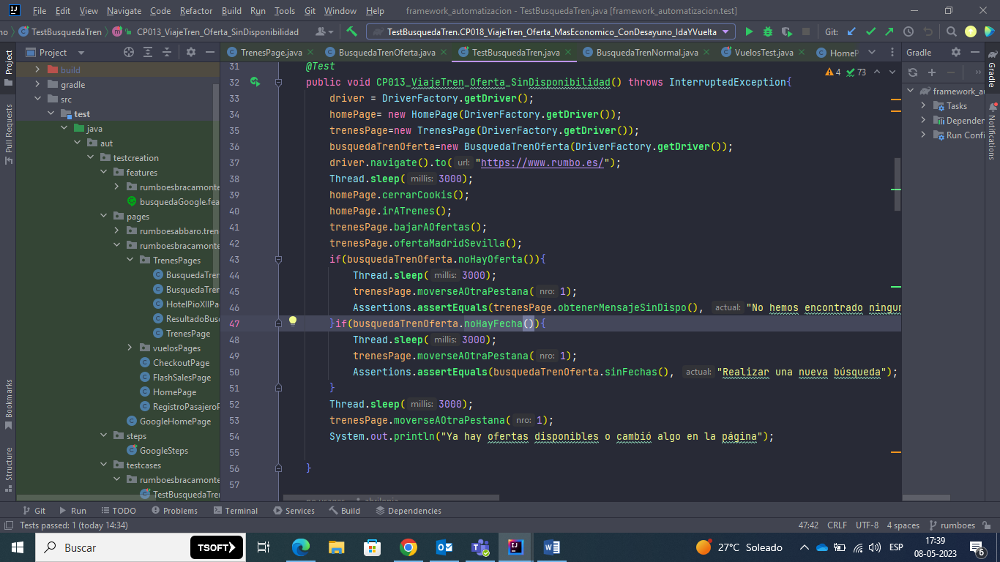 File Edit View Navigate Code Refactor Build Run Tools Git Window Help framework_automatizacion - TestBusquedaTren.java [framework_automatizacion.test]
TestBusquedaTren CP013_ViajeTren_Oferta_SinDisponibilidad TestBusquedaTren.CP018_ViajeTren_Oferta_MasEconomico_ConDesayuno_IdaYVuelta Git:
Project TrenesPage.java BusquedaTrenOferta.java TestBusquedaTren.java BusquedaTrenNormal.java VuelosTest.java HomeP Gradle
Project
Pull Requests
Bookmarks
Structure
build
gradle
src
test
java
aut
testcreation
features
rumboesbracamonte
busquedaGoogle.fea
pages
rumboesabbaro.tren
rumboesbracamonte
TrenesPages
BusquedaTren
BusquedaTren
HotelPioXIIPa
ResultadoBus
TrenesPage
vuelosPages
CheckoutPage
FlashSalesPage
HomePage
RegistroPasajeroP
GoogleHomePage
steps
GoogleSteps
testcases
rumboesbracamonte
TestBusquedaTren
4 73
31 @Test
32 public void CP013_ViajeTren_Oferta_SinDisponibilidad() throws InterruptedException{
33 driver = DriverFactory.getDriver();
34 homePage= new HomePage(DriverFactory.getDriver());
35 trenesPage=new TrenesPage(DriverFactory.getDriver());
36 busquedaTrenOferta=new BusquedaTrenOferta(DriverFactory.getDriver());
37 driver.navigate().to( url: "https://www.rumbo.es/");
38 Thread.sleep( millis: 3000);
39 homePage.cerrarCookis();
40 homePage.irATrenes();
41 trenesPage.bajarAOfertas();
42 trenesPage.ofertaMadridSevilla();
43 if(busquedaTrenOferta.noHayOferta()){
44 Thread.sleep( millis: 3000);
45 trenesPage.moverseAOtraPestana( nro: 1);
46 Assertions.assertEquals(trenesPage.obtenerMensajeSinDispo(), actual: "No hemos encontrado ningur
47 }if(busquedaTrenOferta.noHayFecha()){
48 Thread.sleep( millis: 3000);
49 trenesPage.moverseAOtraPestana( nro: 1);
50 Assertions.assertEquals(busquedaTrenOferta.sinFechas(), actual: "Realizar una nueva búsqueda");
51 }
52 Thread.sleep( millis: 3000);
53 trenesPage.moverseAOtraPestana( nro: 1);
54 System.out.println("Ya hay ofertas disponibles o cambió algo en la página");
55
56 }
57
no usages abrilonia
framework_au
Tasks
Depender
Run Confi
Gradle
Notifications
Git Run TODO Problems Terminal Services Build Dependencies
Tests passed: 1 (today 14:34) 47:42 CRLF UTF-8 4 spaces rumboes
Buscar TSOFT 27°C Soleado ESP 17:39
08-05-2023 6